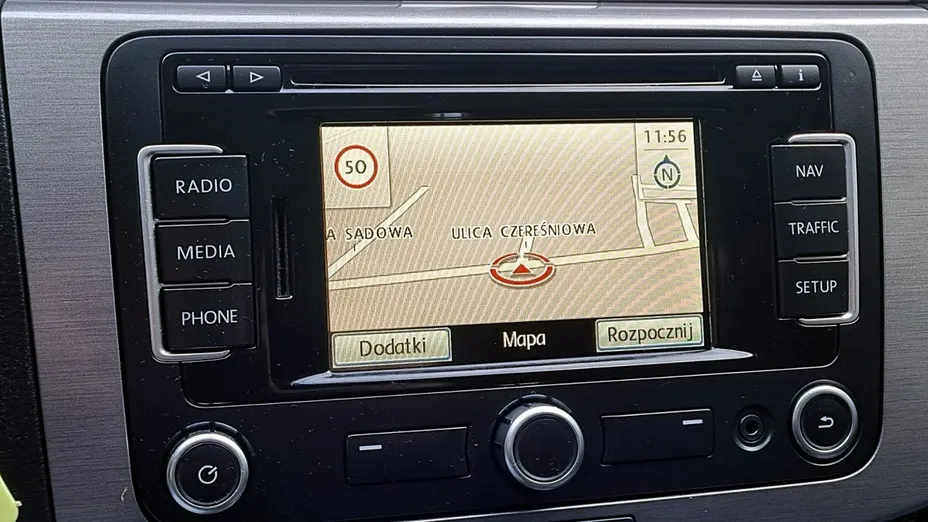 i
RADIO
MEDIA
PHONE
50
11:56
N
A SADOWA
ULICA CZEREŚNIOWA
Dodatki
Mapa
Rozpocznij
NAV
TRAFFIC
SETUP